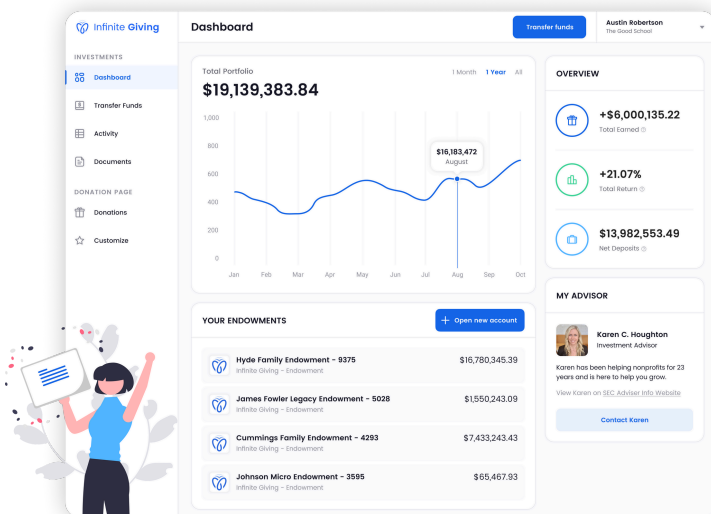 Infinite Giving
INVESTMENTS
Dashboard
Transfer Funds
Activity
Documents
DONATION PAGE
Donations
Customize
Dashboard
Transfer funds
Austin Robertson
The Good School
Total Portfolio
1 Month 1 Year All
$19,139,383.84
1,000
800
600
400
200
0
$16,183,472
August
Jan Feb Mar Apr May Jun Jul Aug Sep Oct
YOUR ENDOWMENTS
+ Open new account
Hyde Family Endowment - 9375
Infinite Giving - Endowment
$16,780,345.39
James Fowler Legacy Endowment - 5028
Infinite Giving - Endowment
$1,550,243.09
Cummings Family Endowment - 4293
Infinite Giving - Endowment
$7,433,243.43
Johnson Micro Endowment - 3595
Infinite Giving - Endowment
$65,467.93
OVERVIEW
+$6,000,135.22
Total Earned
+21.07%
Total Return
$13,982,553.49
Net Deposits
MY ADVISOR
Karen C. Houghton
Investment Advisor
Karen has been helping nonprofits for 23
years and is here to help you grow.
View Karen on SEC Adviser Info Website
Contact Karen